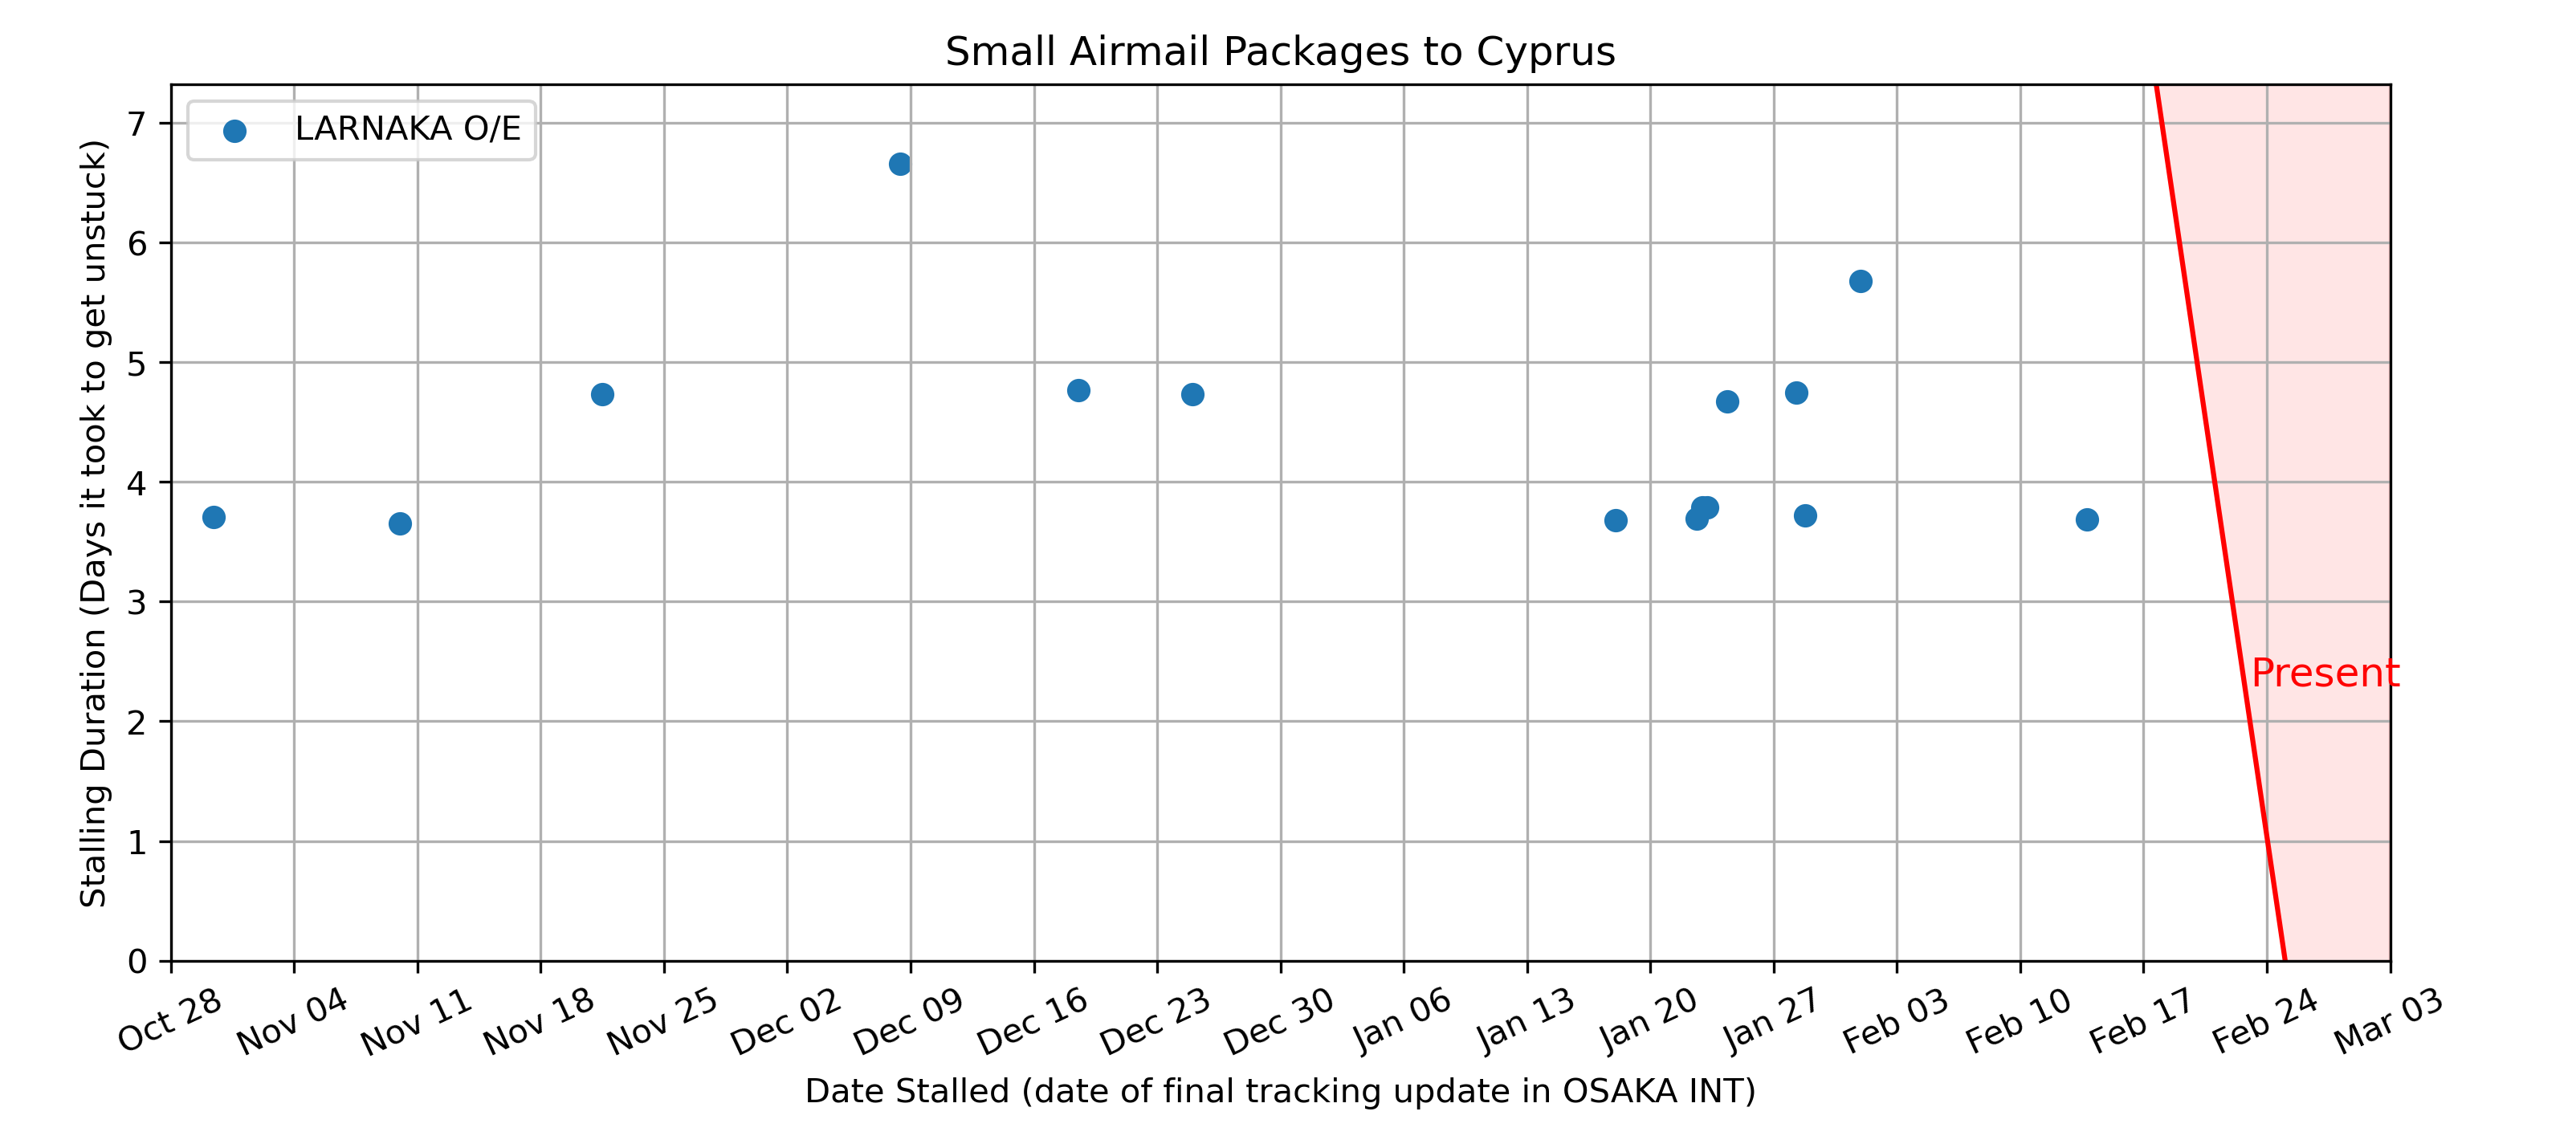 Small Airmail Packages to Cyprus
LARNAKA O/E
Stalling Duration (Days it took to get unstuck)
7
6
5
4
3
2
1
0
Present
Oct 28
Nov 04
Nov 11
Nov 18
Nov 25
Dec 02
Dec 09
Dec 16
Dec 23
Dec 30
Jan 06
Jan 13
Jan 20
Jan 27
Feb 03
Feb 10
Feb 17
Feb 24
Mar 03
Date Stalled (date of final tracking update in OSAKA INT)